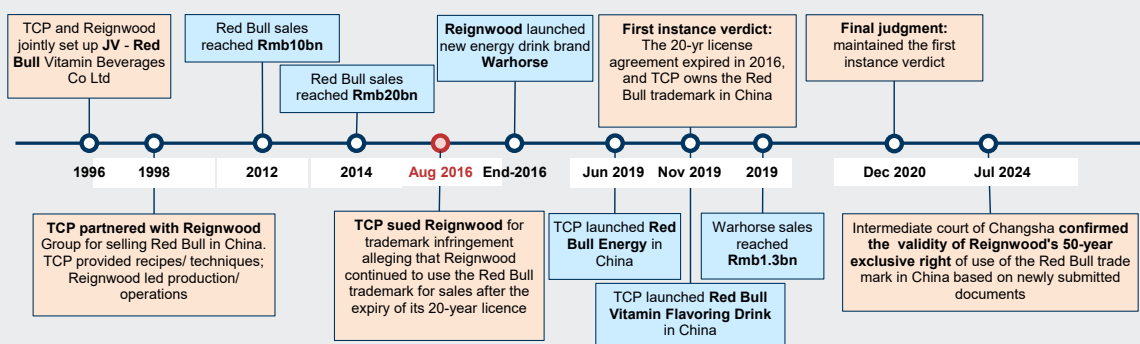 TCP and Reignwood
jointly set up JV - Red
Bull Vitamin Beverages
Co Ltd
Red Bull sales
reached Rmb10bn
Red Bull sales
reached Rmb20bn
Reignwood launched
new energy drink brand
Warhorse
First instance verdict:
The 20-yr license
agreement expired in 2016,
and TCP owns the Red
Bull trademark in China
Final judgment:
maintained the first
instance verdict
1996
1998
2012
2014
Aug 2016
End-2016
Jun 2019
Nov 2019
2019
Dec 2020
Jul 2024
TCP partnered with Reignwood
Group for selling Red Bull in China.
TCP provided recipes/ techniques;
Reignwood led production/
operations
TCP sued Reignwood for
trademark infringement
alleging that Reignwood
continued to use the Red Bull
trademark for sales after the
expiry of its 20-year licence
TCP launched Red
Bull Energy in
China
TCP launched Red Bull
Vitamin Flavoring Drink
in China
Warhorse sales
reached
Rmb1.3bn
Intermediate court of Changsha confirmed
the validity of Reignwood's 50-year
exclusive right of use of the Red Bull trade
mark in China based on newly submitted
documents